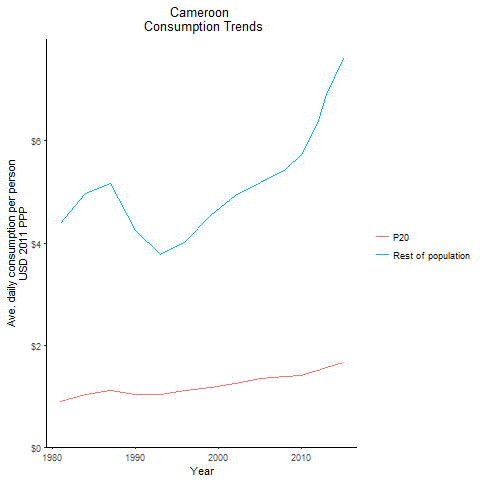 Cameroon
Consumption Trends
Ave. daily consumption per person
USD 2011 PPP
$6
$4
$2
$0
1980
1990
2000
2010
Year
P20
Rest of population